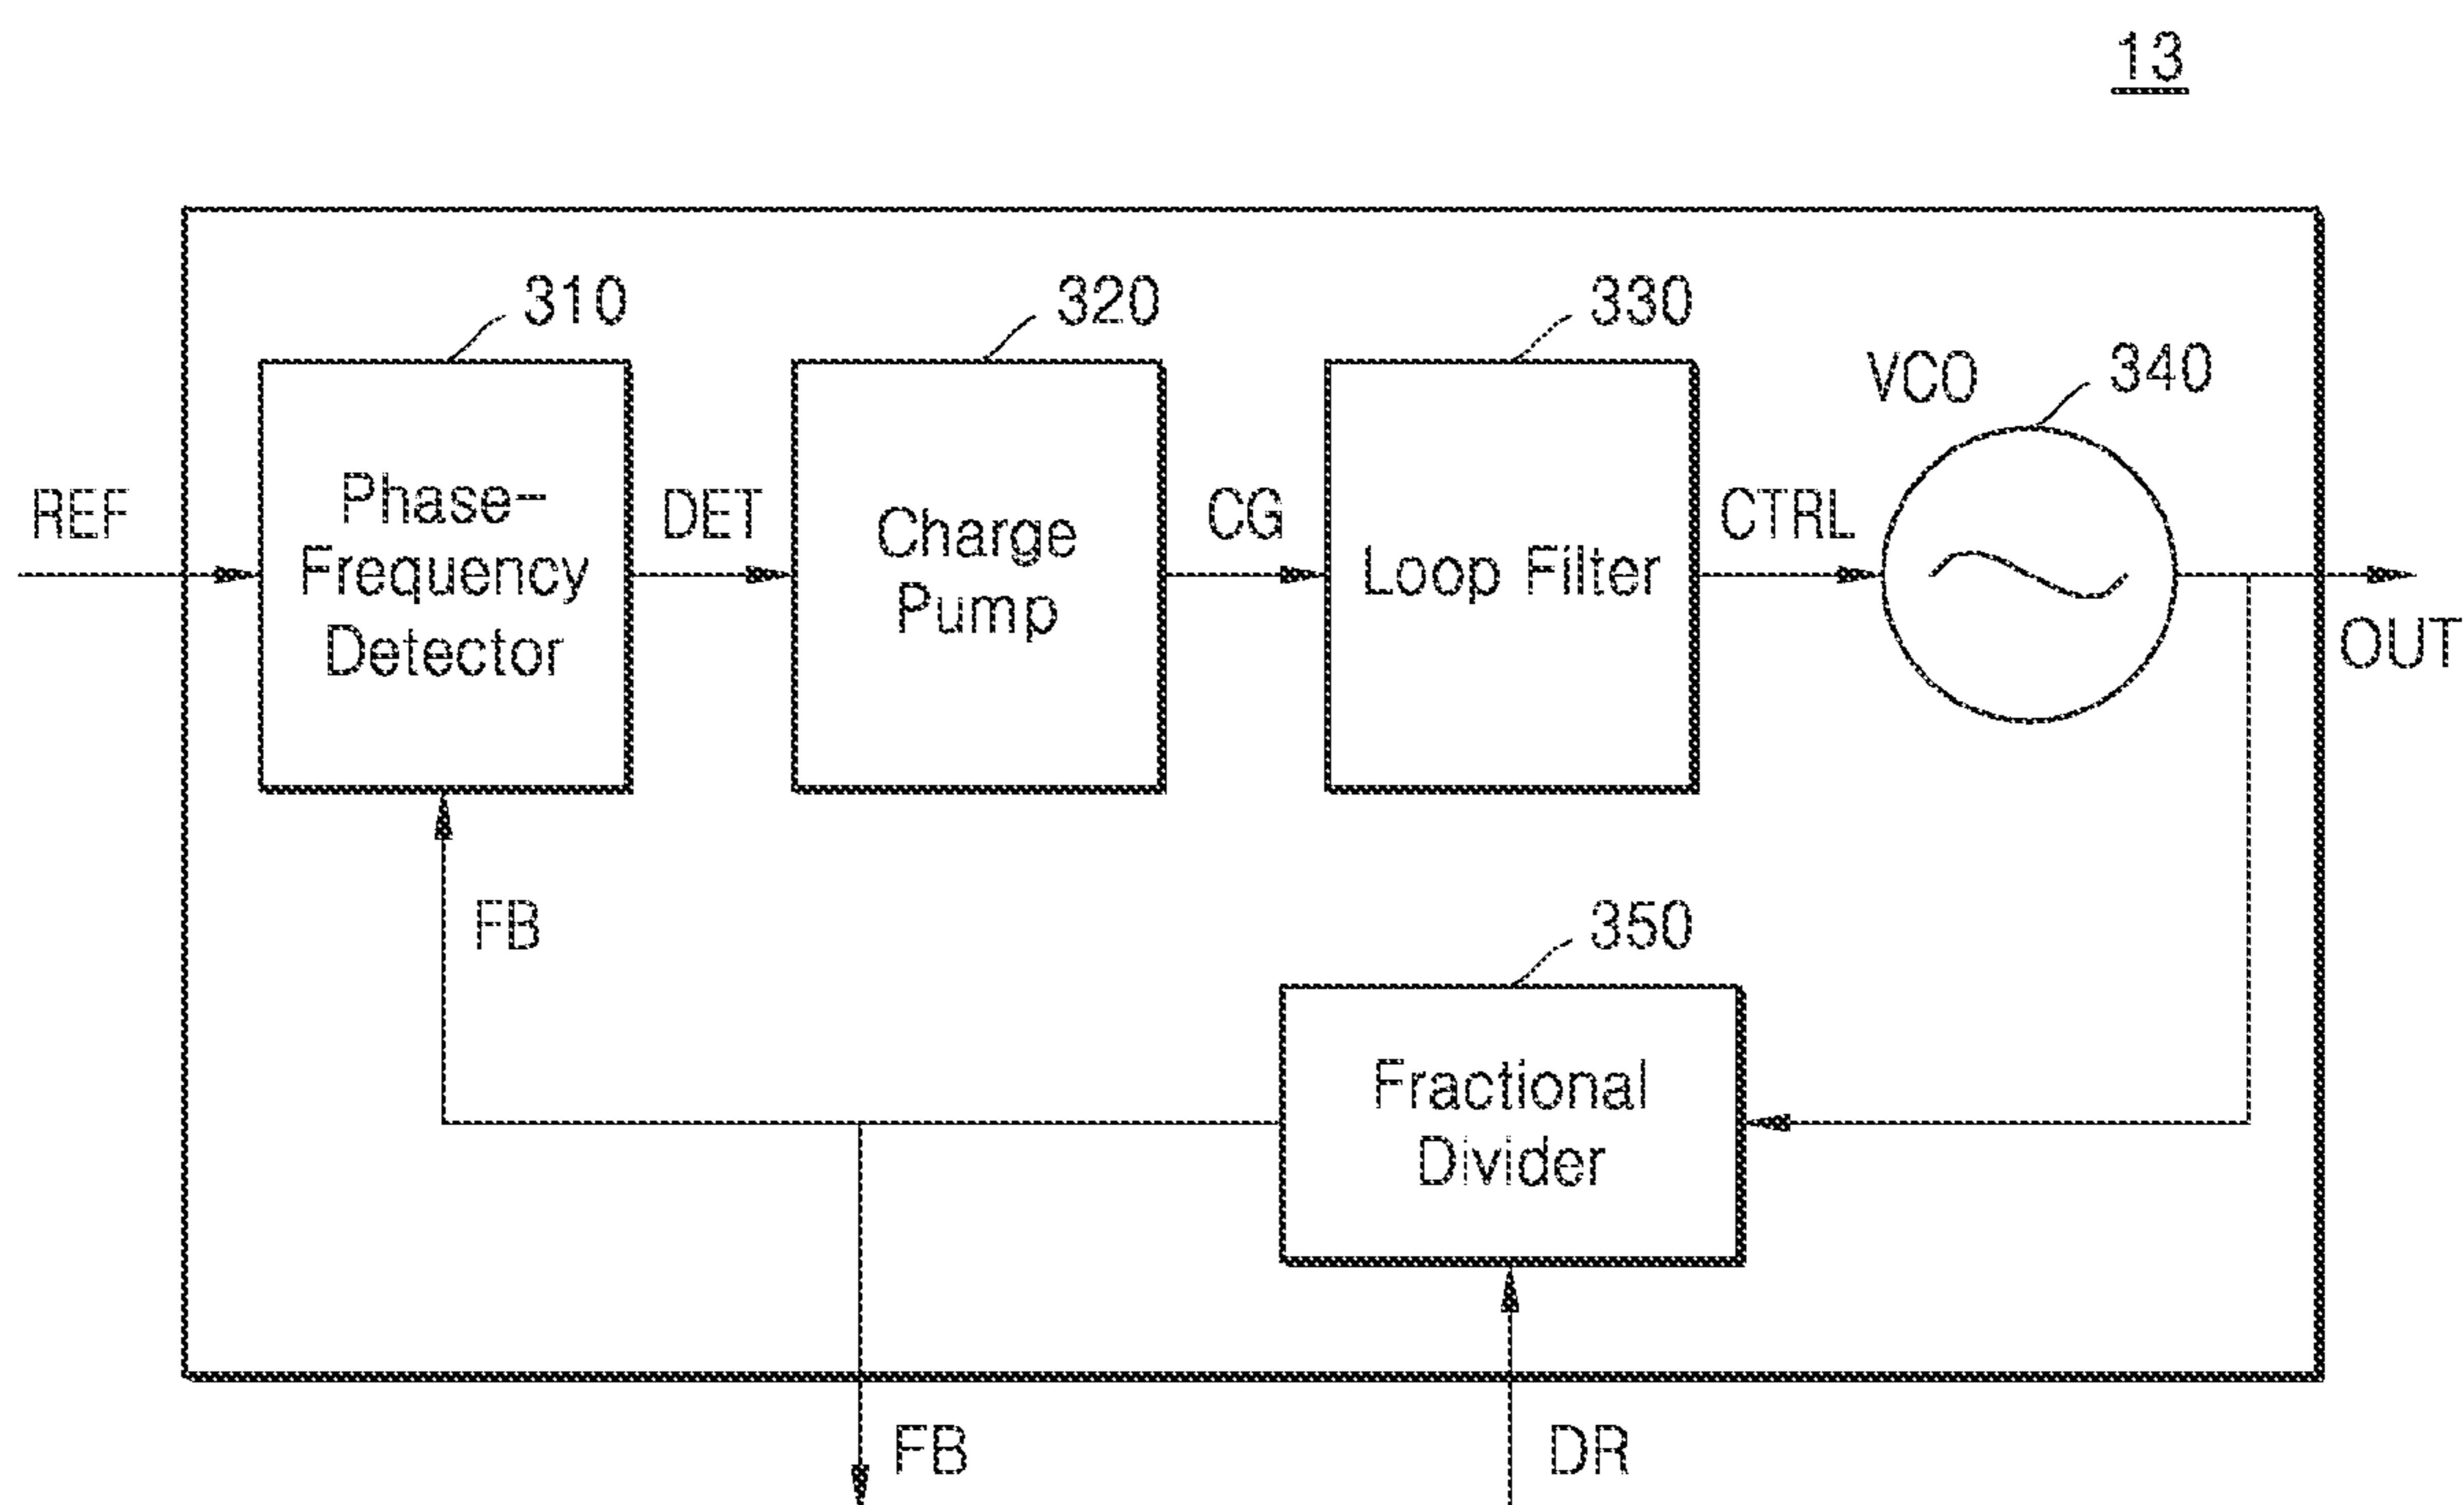 13
310
320
330
VCO
340
REF
Phase-
Frequency
Detector
DET
Charge
Pump
CG
Loop Filter
CTRL
OUT
FB
350
Fractional
Divider
FB
DR